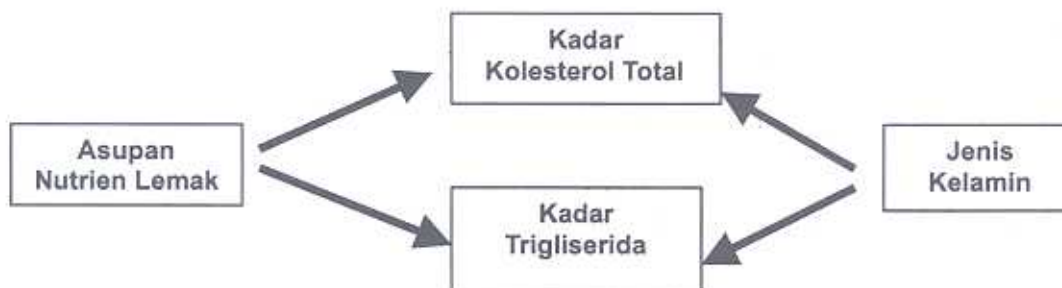 Kadar
Kolesterol Total
Asupan
Nutrien Lemak
Jenis
Kelamin
Kadar
Trigliserida